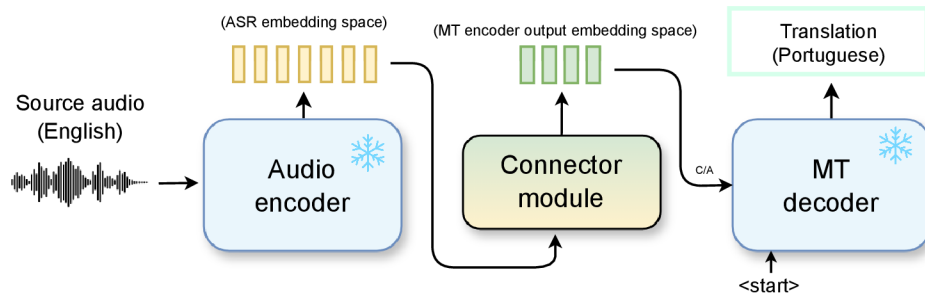 (ASR embedding space)
(MT encoder output embedding space)
Translation
(Portuguese)
Source audio
(English)
Audio
encoder
Connector
module
C/A
MT
decoder
<start>